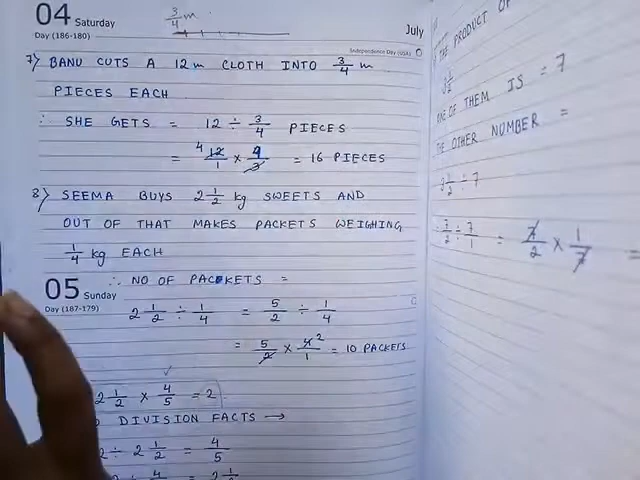 04 Saturday
Day (186-180)
3/4 m
July
Independence Day (USA)
7) BANU CUTS A 12 m CLOTH INTO 3/4 m
PIECES EACH
∴ SHE GETS = 12 ÷ 3/4 PIECES
= 4 12/1 × 4/3 = 16 PIECES
8) SEEMA BUYS 2 1/2 kg SWEETS AND
OUT OF THAT MAKES PACKETS WEIGHING
1/4 kg EACH
05 Sunday
Day (187-179)
∴ NO OF PACKETS =
2 1/2 ÷ 1/4 = 5/2 ÷ 1/4
= 5/2 × 4/1 2 = 10 PACKETS
2 1/2 × 4/5 = 2
DIVISION FACTS →
2 ÷ 2 1/2 = 4/5
THE PRODUCT OF
3 1/2
ONE OF THEM IS = 7
THE OTHER NUMBER =
3 1/2 ÷ 7
7/2 ÷ 7/1 = 7/2 × 1/7 =